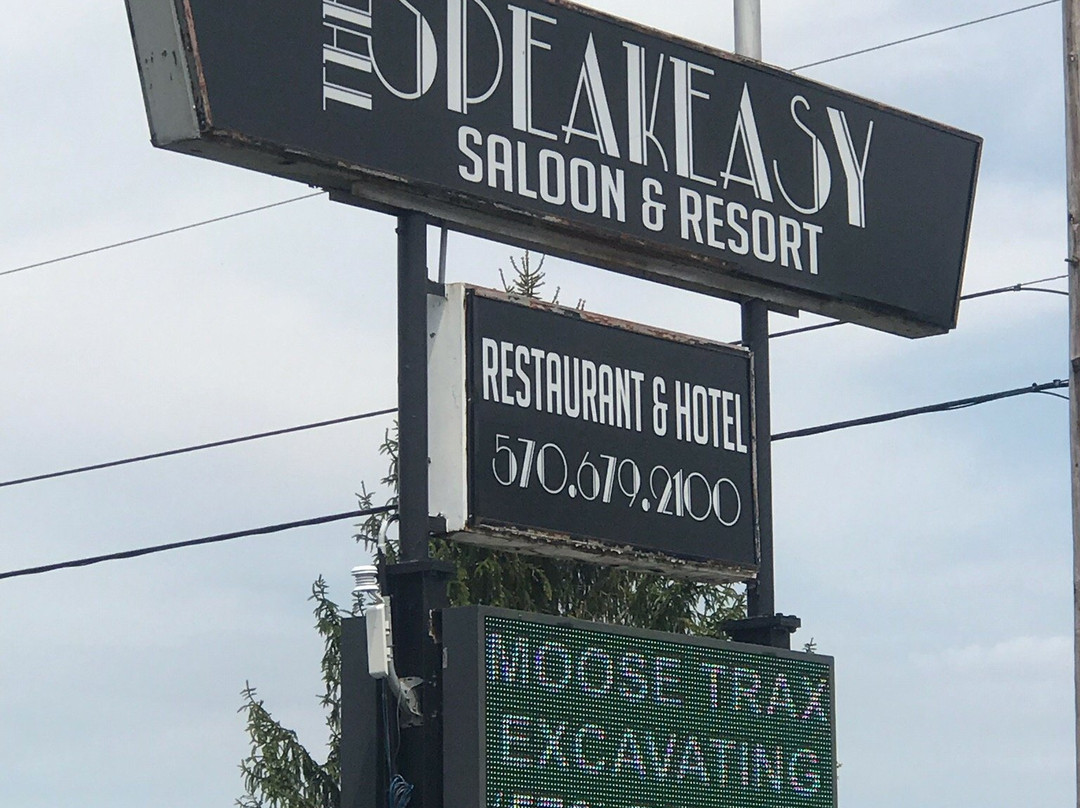 THE SPEAKEASY
SALOON & RESORT
RESTAURANT & HOTEL
570.679.2100
MOOSE TRAX
EXCAVATING